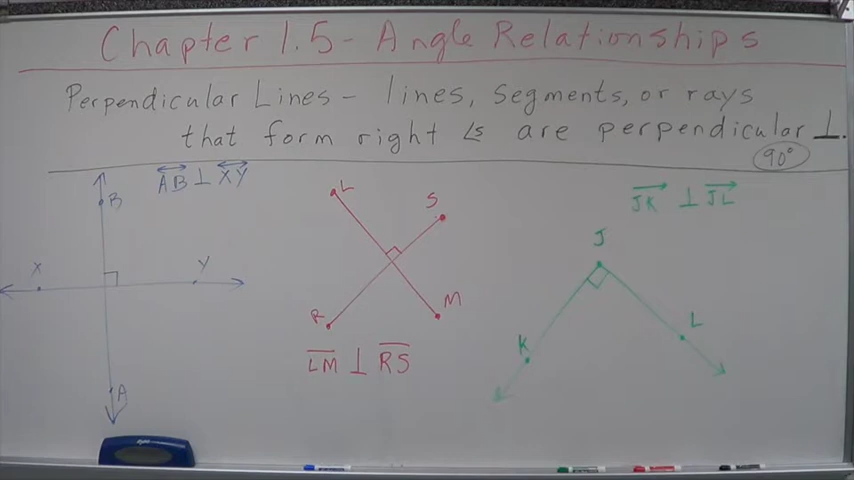 Chapter 1.5 - Angle Relationships
Perpendicular Lines - lines, segments, or rays
that form right ∠s are perpendicular ⊥.
90°
AB ⊥ XY
B
X
Y
A
L
S
R
M
LM ⊥ RS
JK ⊥ JL
J
K
L